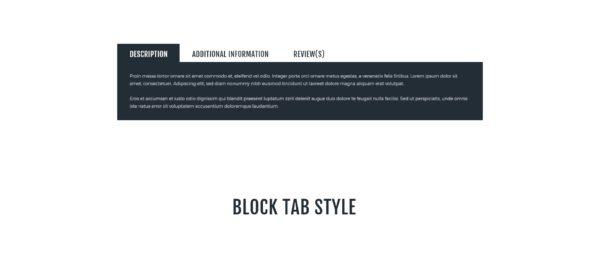 DESCRIPTION
ADDITIONAL INFORMATION
REVIEW(S)
Proin massa tortor ornare sit amet commodo et, eleifend vel odio. Integer porta orci ornare metus egestas, a venenatis felis finibus. Lorem ipsum dolor sit
amet, consectetuer. Adipiscing elit, sed diam nonummy nibh euismod tincidunt ut laoreet dolore magna aliquam erat volutpat.
Eros et accumsan et iusto odio dignissim qui blandit praesent luptatum zzril delenit augue duis dolore te feugait nulla facilisi. Sed ut perspiciatis, unde omnis
iste natus error sit voluptatem accusantium doloremque laudantium
BLOCK TAB STYLE